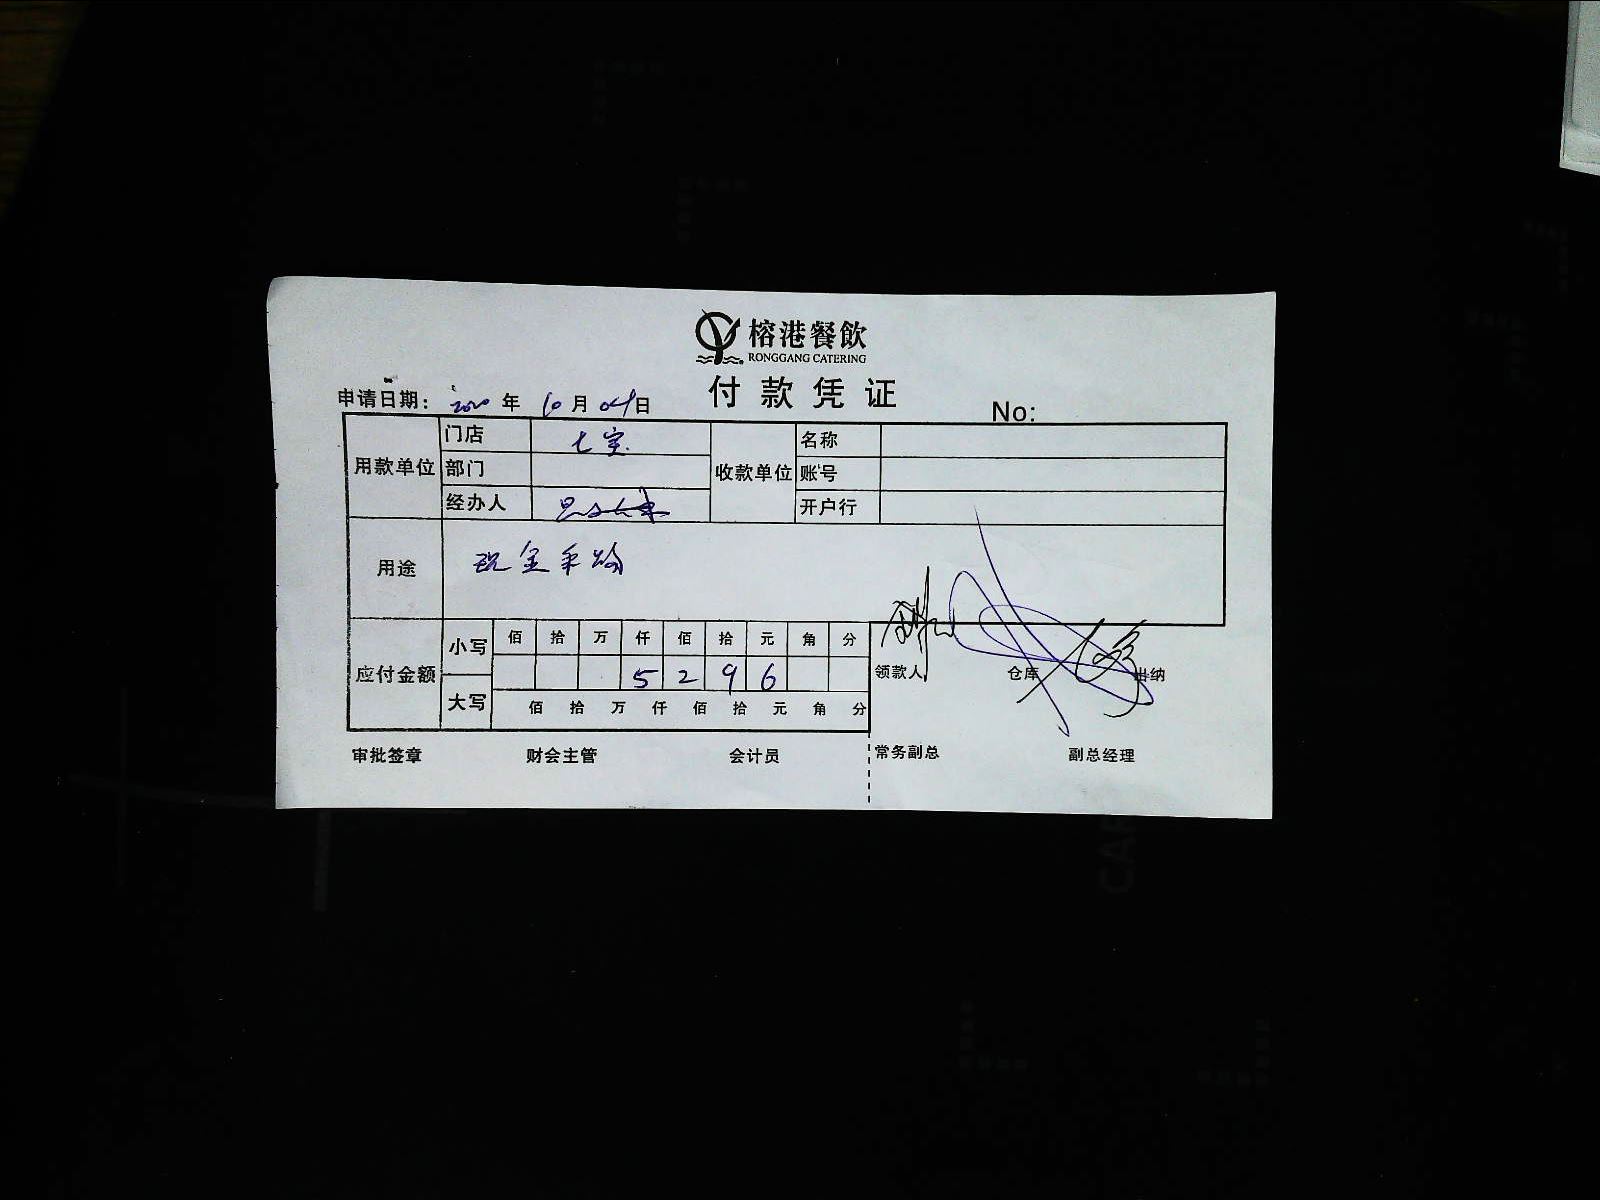 榕港餐飲
RONGGANG CATERING
付款凭证
申请日期: 2020 年 10 月 04 日
No:
用款单位 门店 七宝 收款单位 名称
部门 账号
经办人 开户行
用途 现金采购
应付金额 小写 佰 拾 万 仟 佰 拾 元 角 分
5 2 9 6
大写 佰 拾 万 仟 佰 拾 元 角 分
领款人 仓库 出纳
审批签章 财会主管 会计员 常务副总 副总经理